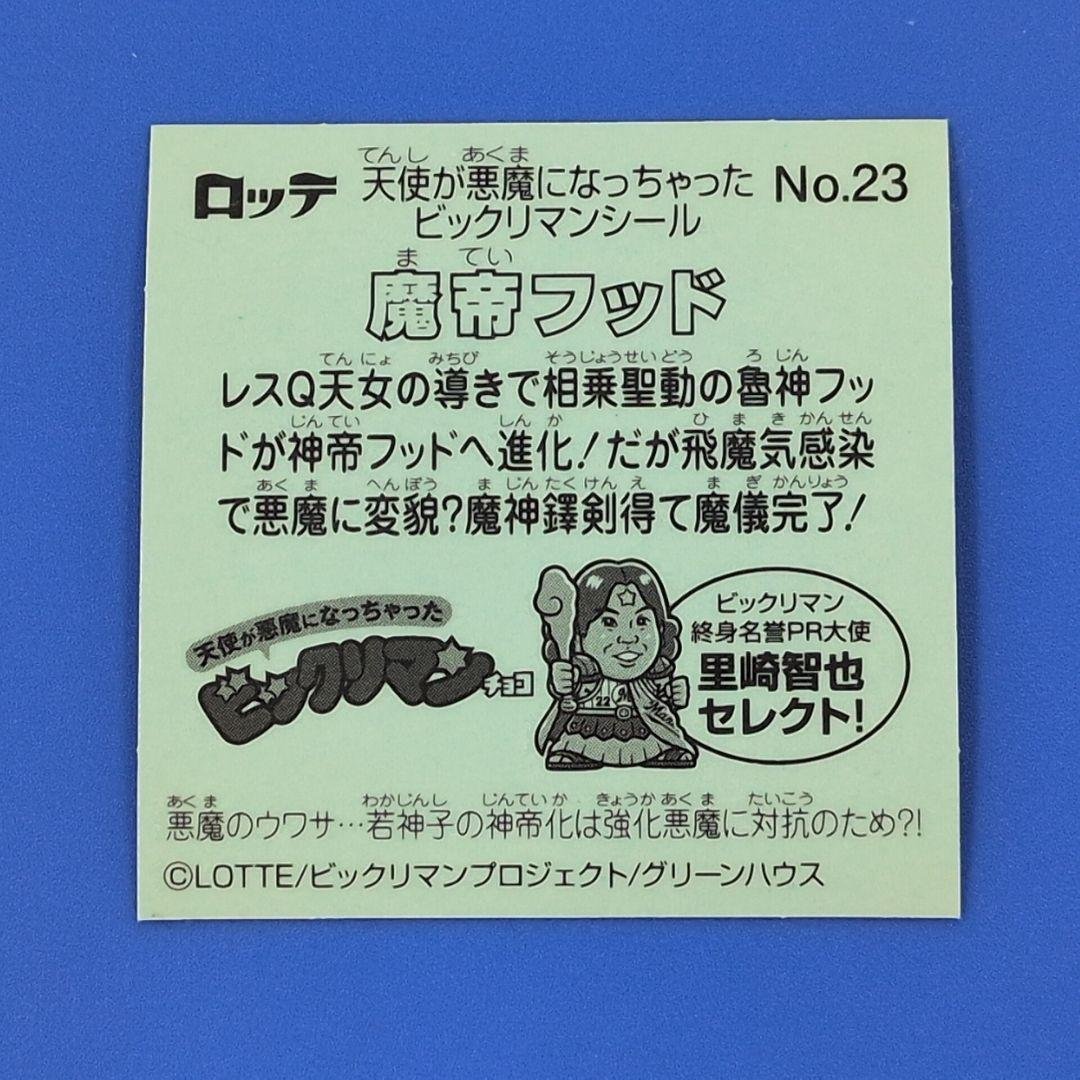 ロッテ 天使が悪魔になっちゃった No.23
てんし あくま
ビックリマンシール
ま てい
魔帝フッド
てんにょ みちび そうじょうせいどう ろじん
レスQ天女の導きで相乗聖動の魯神フッ
じんてい しんか ひまきかんせん
ドが神帝フッドへ進化!だが飛魔気感染
あくま へんぼう まじんたくけんえ まぎかんりょう
で悪魔に変貌?魔神鐸剣得て魔儀完了!
天使が悪魔になっちゃった
ビックリマンチョコ
22
ビックリマン
終身名誉PR大使
里崎智也
セレクト!
あくま わかじんし じんていか きょうかあくま たいこう
悪魔のウワサ…若神子の神帝化は強化悪魔に対抗のため?!
©LOTTE/ビックリマンプロジェクト/グリーンハウス